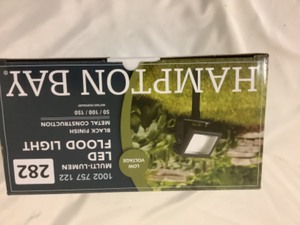 HAMPTON BAY®
LOW
VOLTAGE
1002 757 122
MULTI-LUMEN
LED
FLOOD LIGHT
282
BLACK FINISH
METAL CONSTRUCTION
50 / 100 / 150